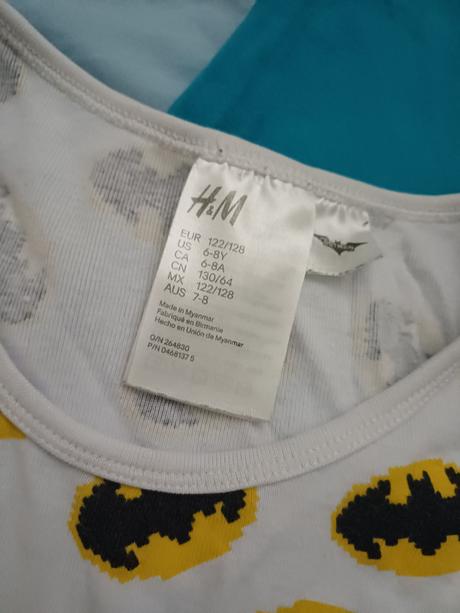 H&M
EUR 122/128
US 6-8Y
CA 6-8A
CN 130/64
MX 122/128
AUS 7-8
Made in Myanmar
Fabriqué en Birmanie
Hecho en Unión de Myanmar
O/N 264830
P/N 0468137 5